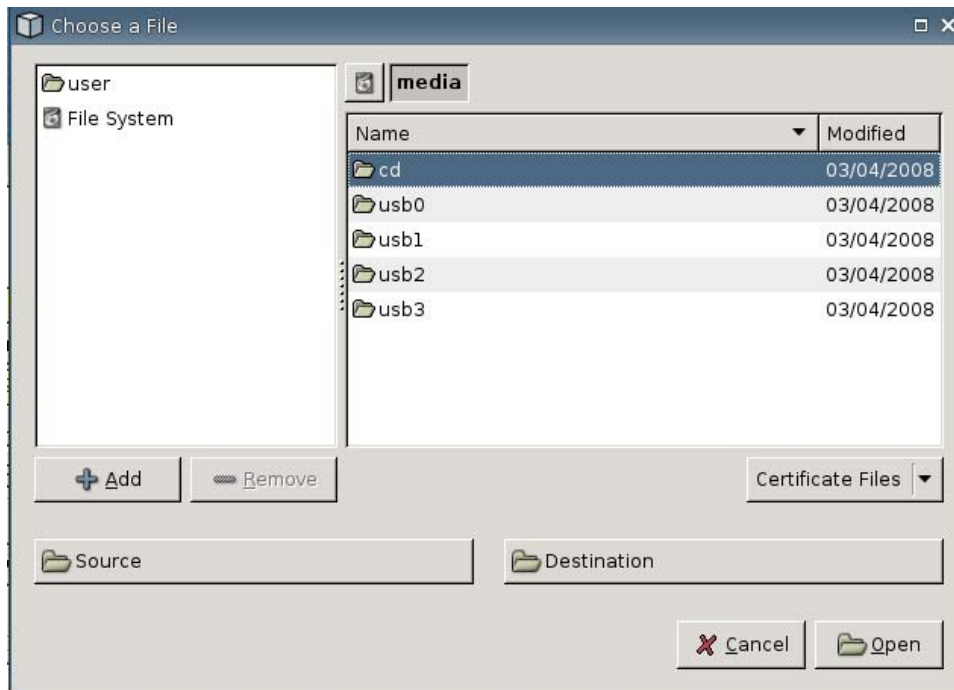 Choose a File
user
File System
media
Name Modified
cd 03/04/2008
usb0 03/04/2008
usb1 03/04/2008
usb2 03/04/2008
usb3 03/04/2008
Add Remove Certificate Files
Source Destination
Cancel Open